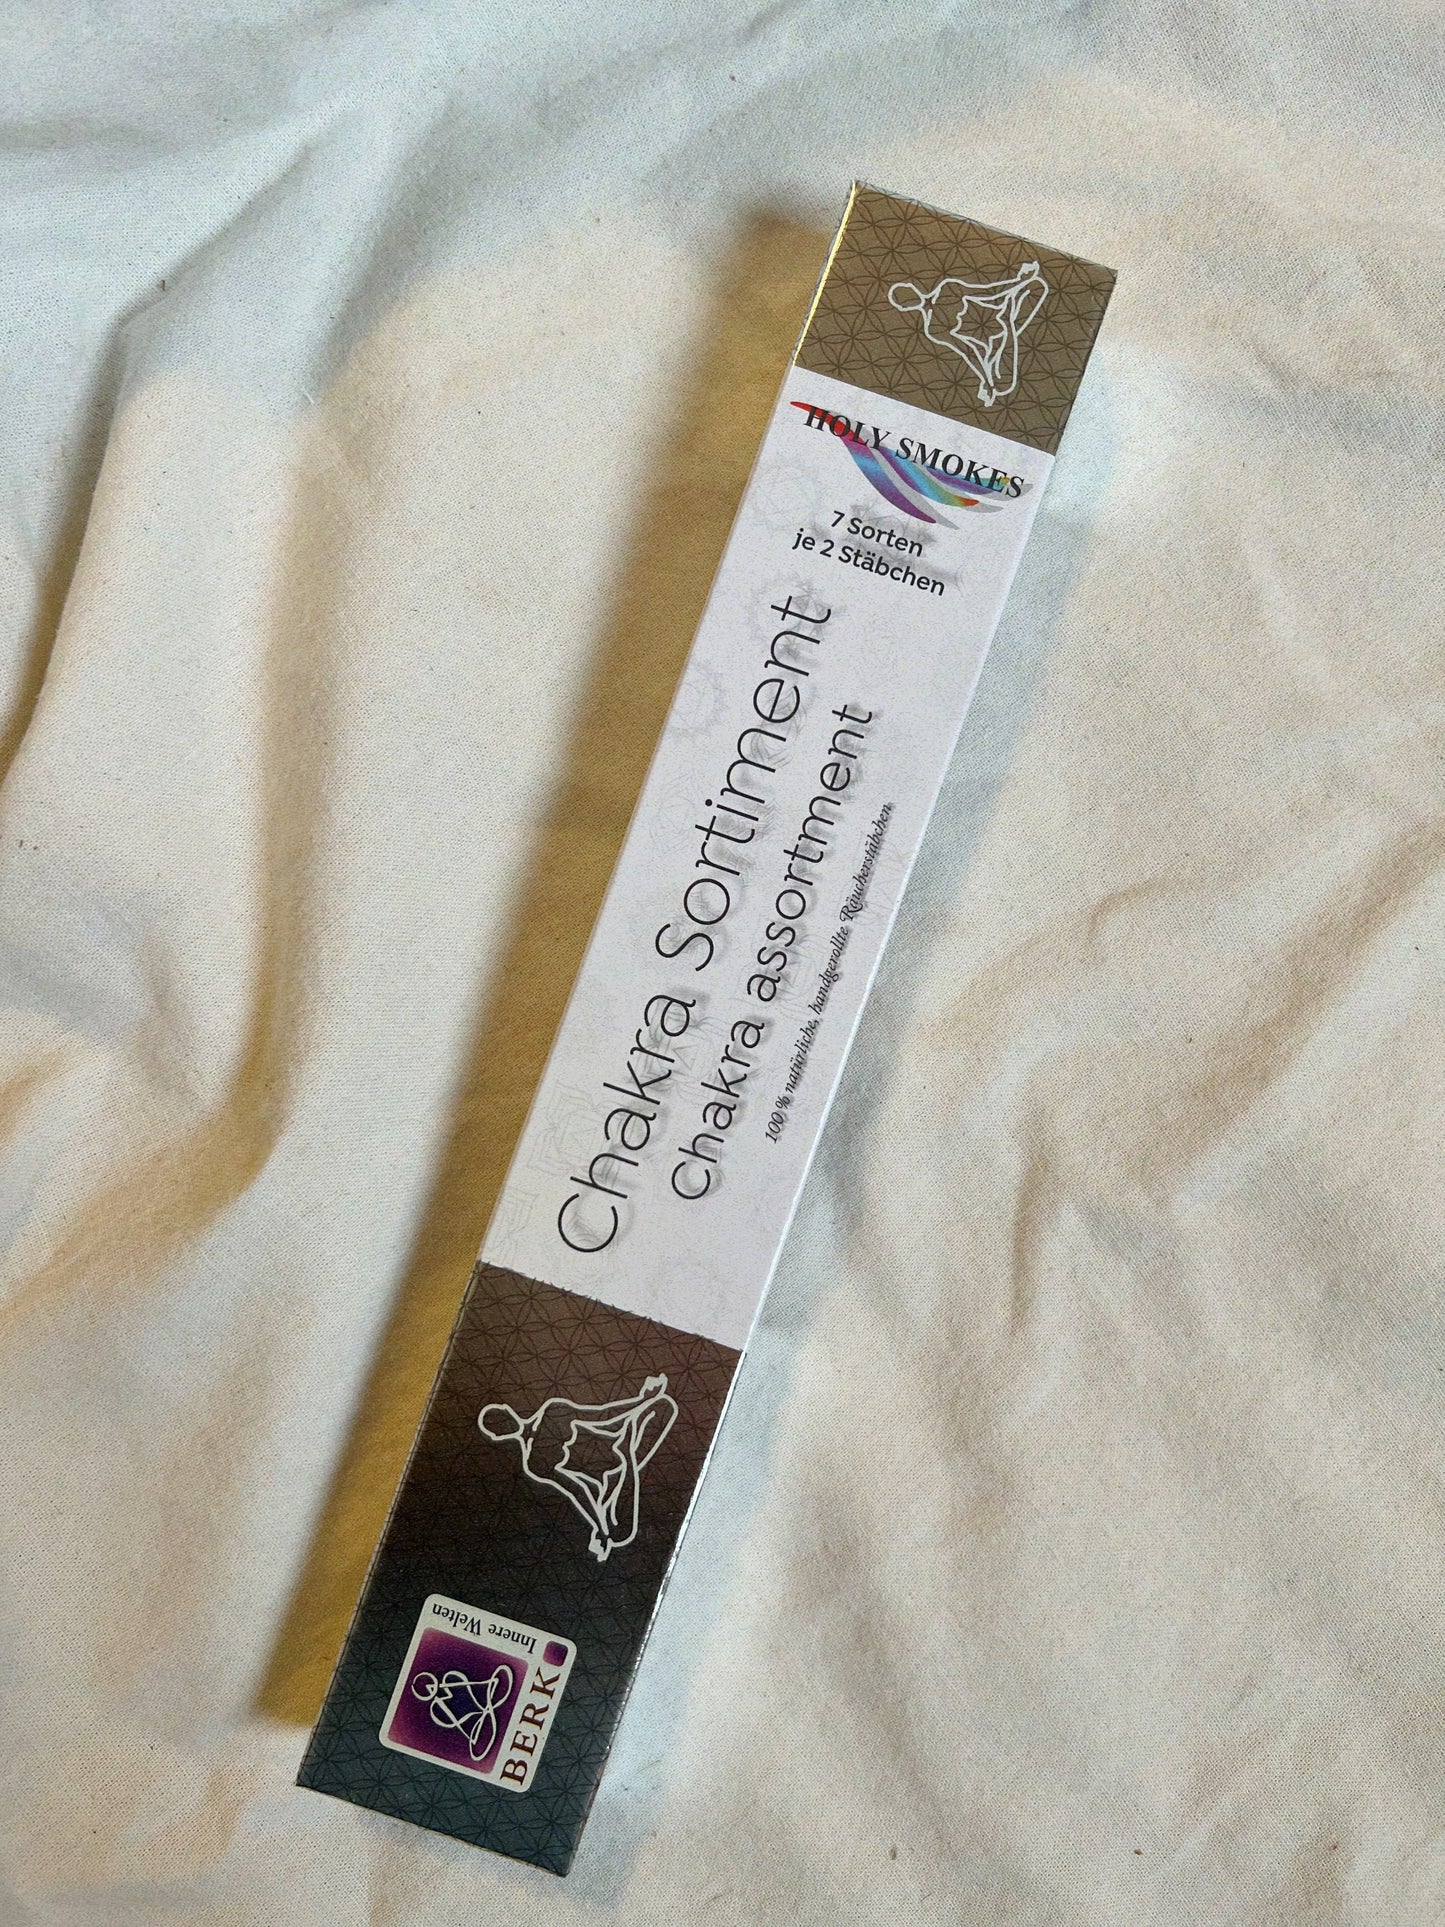 HOLY SMOKES
7 Sorten
je 2 Stäbchen
Chakra Sortiment
Chakra assortment
100 % natürliche, handgerollte Räucherstäbchen
Innere Welten
BERK